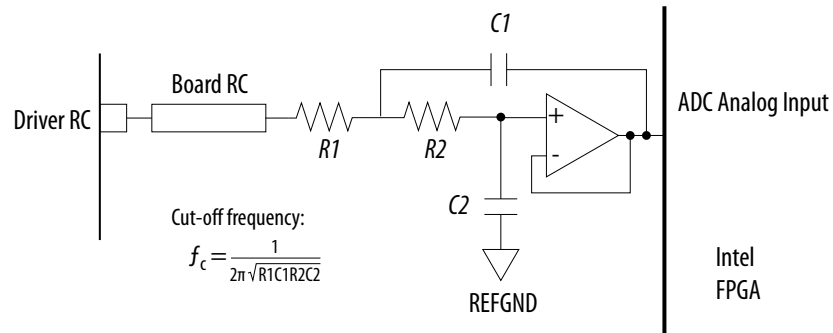 C1
Board RC
Driver RC
ADC Analog Input
R1
R2
+
-
C2
Cut-off frequency:
f_c = 1 / 2π√R1C1R2C2
REFGND
Intel
FPGA